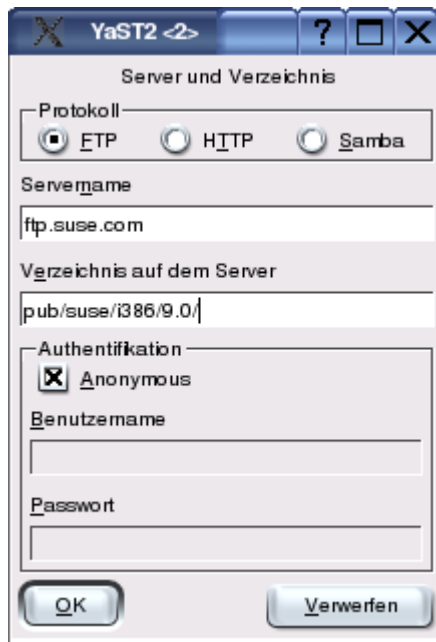 YaST2 <2>
?
Server und Verzeichnis
Protokoll
FTP HTTP Samba
Servername
ftp.suse.com
Verzeichnis auf dem Server
pub/suse/i386/9.0/
Authentifikation
Anonymous
Benutzername
Passwort
OK Verwerfen